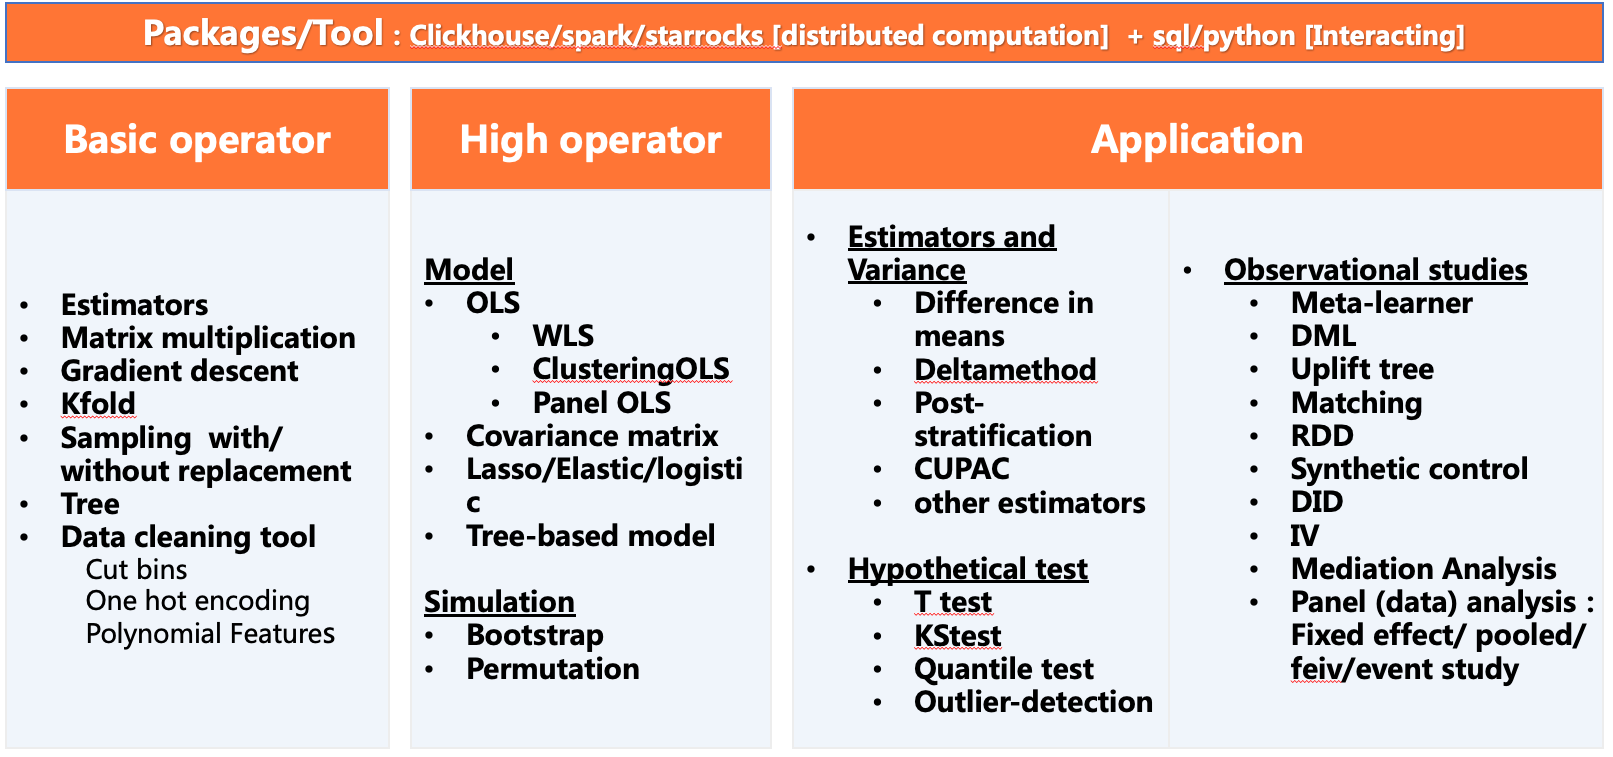 Packages/Tool : Clickhouse/spark/starrocks [distributed computation] + sql/python [Interacting]
Basic operator
• Estimators
• Matrix multiplication
• Gradient descent
• Kfold
• Sampling with/
without replacement
• Tree
• Data cleaning tool
Cut bins
One hot encoding
Polynomial Features
High operator
Model
• OLS
• WLS
• ClusteringOLS
• Panel OLS
• Covariance matrix
• Lasso/Elastic/logisti
c
• Tree-based model
Simulation
• Bootstrap
• Permutation
Application
• Estimators and
Variance
• Difference in
means
• Deltamethod
• Post-
stratification
• CUPAC
• other estimators
• Hypothetical test
• T test
• KStest
• Quantile test
• Outlier-detection
• Observational studies
• Meta-learner
• DML
• Uplift tree
• Matching
• RDD
• Synthetic control
• DID
• IV
• Mediation Analysis
• Panel (data) analysis :
Fixed effect/ pooled/
feiv/event study